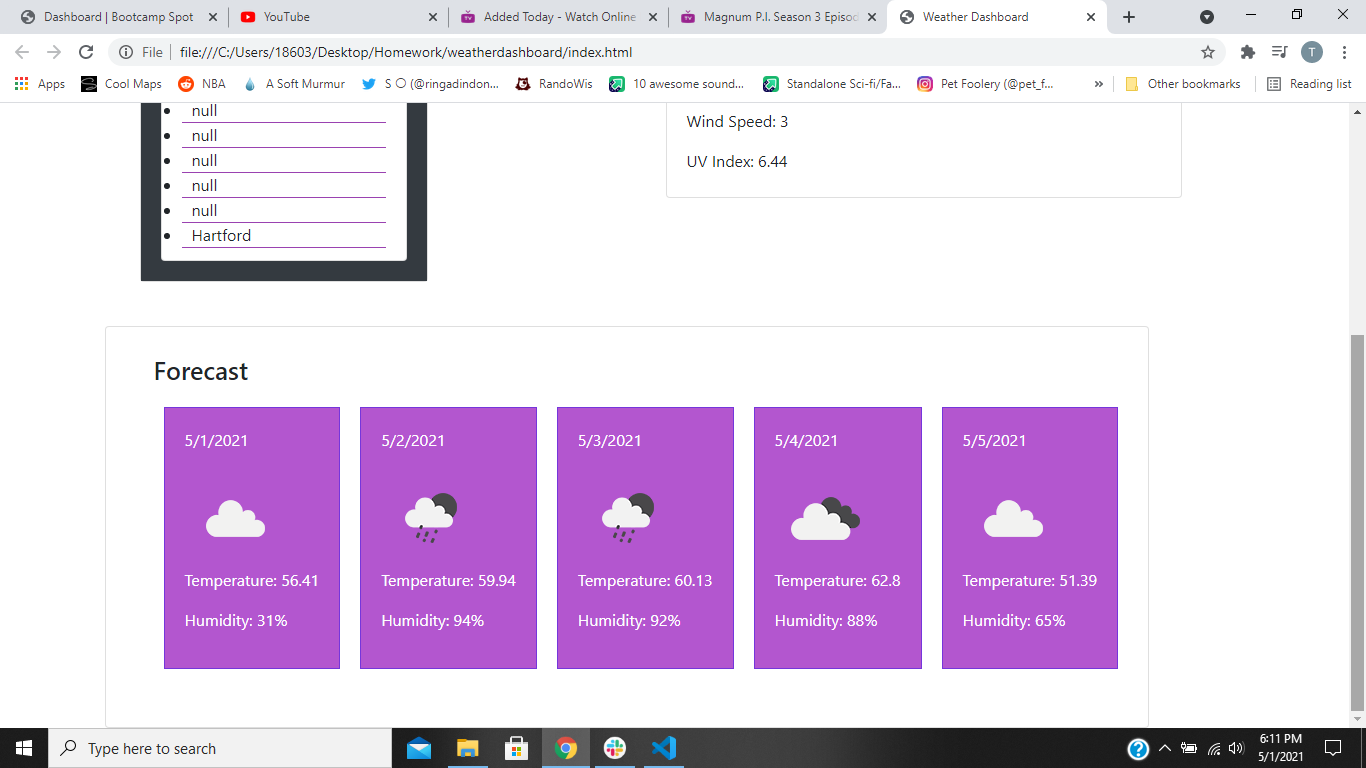 Dashboard | Bootcamp Spot
YouTube
Added Today - Watch Online
Magnum P.I. Season 3 Episod
Weather Dashboard
File
file:///C:/Users/18603/Desktop/Homework/weatherdashboard/index.html
T
Apps
Cool Maps
NBA
A Soft Murmur
S O (@ringadindon...
RandoWis
10 awesome sound...
Standalone Sci-fi/Fa...
Pet Foolery (@pet_f...
»
Other bookmarks
Reading list
null
null
null
null
null
Hartford
Wind Speed: 3
UV Index: 6.44
Forecast
5/1/2021
Temperature: 56.41
Humidity: 31%
5/2/2021
Temperature: 59.94
Humidity: 94%
5/3/2021
Temperature: 60.13
Humidity: 92%
5/4/2021
Temperature: 62.8
Humidity: 88%
5/5/2021
Temperature: 51.39
Humidity: 65%
Type here to search
6:11 PM
5/1/2021